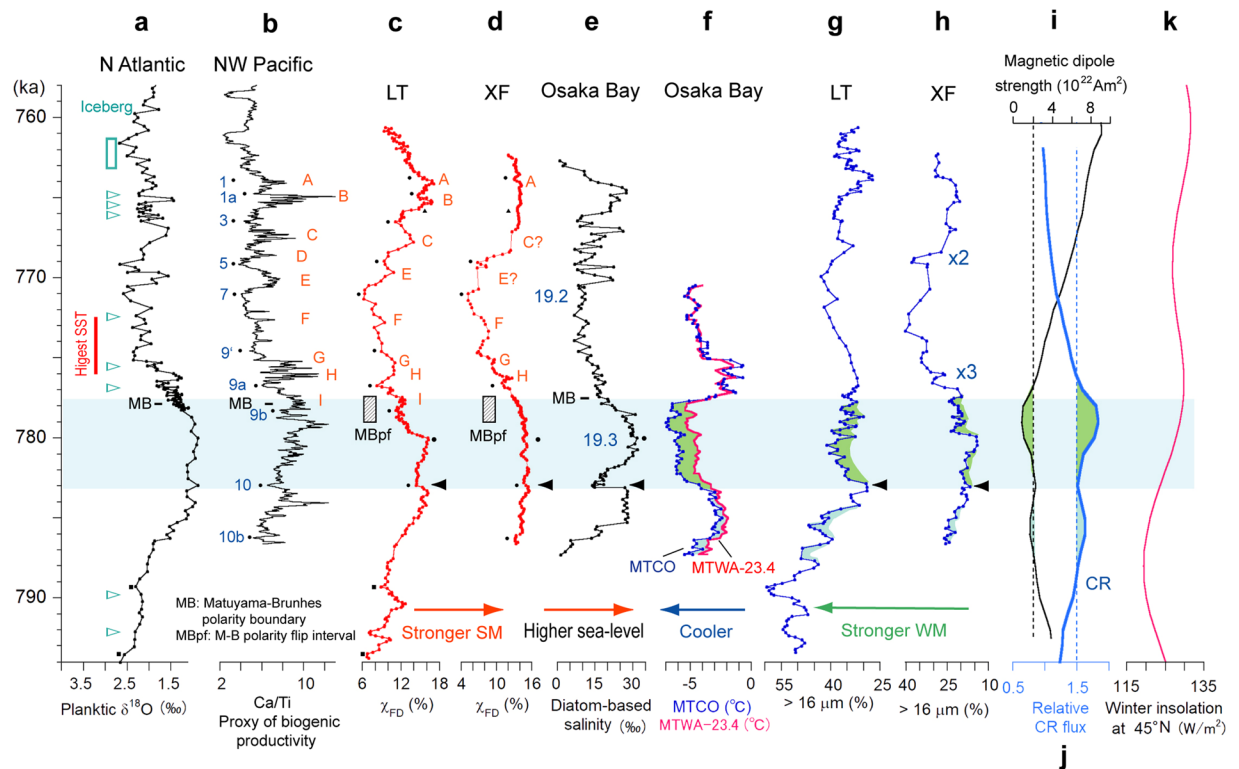 a b c d e f g h i k
N Atlantic NW Pacific LT XF Osaka Bay Osaka Bay LT XF
Magnetic dipole
strength (10²²Am²)
0 4 8
(ka)
760
770
780
790
Iceberg
Higest SST
MB
1
1a
3
5
7
9‘
9a
MB
9b
10
10b
A
B
C
D
E
F
G
H
I
A
B
C
E
F
G
H
I
MBpf
A
C?
E?
F
G
H
MBpf
19.2
MB
19.3
MTCO
MTWA-23.4
x2
x3
CR
MB: Matuyama-Brunhes
polarity boundary
MBpf: M-B polarity flip interval
Stronger SM
Higher sea-level
Cooler
Stronger WM
3.5 2.5 1.5
Planktic δ¹⁸O (‰)
2 6 10
Ca/Ti
Proxy of biogenic
productivity
6 12 18
χFD (%)
4 8 12 16
χFD (%)
0 15 30
Diatom-based
salinity (‰)
-5 0
MTCO (°C)
MTWA−23.4 (°C)
55 40 25
> 16 μm (%)
40 25 10
> 16 μm (%)
0.5 1.5
Relative
CR flux
j
115 135
Winter insolation
at 45°N (W/m²)